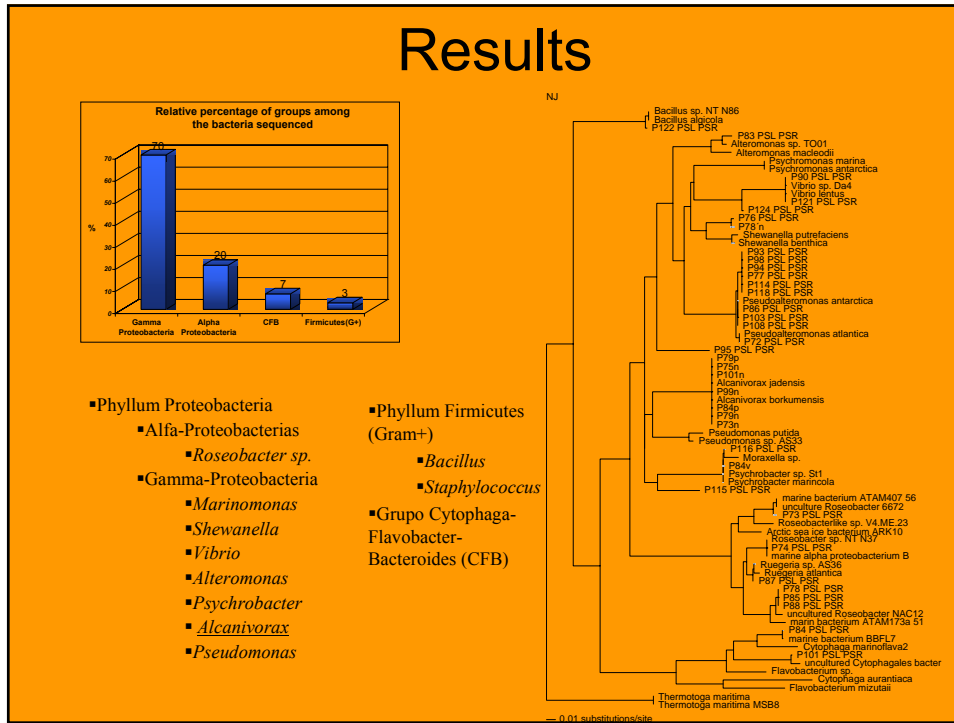 Results
Relative percentage of groups among
the bacteria sequenced
70
20
7
3
70
60
50
40
30
20
10
0
%
Gamma
Proteobacteria
Alpha
Proteobacteria
CFB
Firmicutes(G+)
▪Phyllum Proteobacteria
▪Alfa-Proteobacterias
▪Roseobacter sp.
▪Gamma-Proteobacteria
▪Marinomonas
▪Shewanella
▪Vibrio
▪Alteromonas
▪Psychrobacter
▪Alcanivorax
▪Pseudomonas
▪Phyllum Firmicutes
(Gram+)
▪Bacillus
▪Staphylococcus
▪Grupo Cytophaga-
Flavobacter-
Bacteroides (CFB)
NJ
Bacillus sp. NT N86
Bacillus algicola
P122 PSL PSR
P83 PSL PSR
Alteromonas sp. TO01
Alteromonas macleodii
Psychromonas marina
Psychromonas antarctica
P90 PSL PSR
Vibrio sp. Da4
Vibrio lentus
P121 PSL PSR
P124 PSL PSR
P76 PSL PSR
P78´n
Shewanella putrefaciens
Shewanella benthica
P93 PSL PSR
P98 PSL PSR
P94 PSL PSR
P77 PSL PSR
P114 PSL PSR
P118 PSL PSR
Pseudoalteromonas antarctica
P86 PSL PSR
P103 PSL PSR
P108 PSL PSR
Pseudoalteromonas atlantica
P72 PSL PSR
P95 PSL PSR
P79p
P75n
P101n
Alcanivorax jadensis
P99n
Alcanivorax borkumensis
P84p
P79n
P73n
Pseudomonas putida
Pseudomonas sp. AS33
P116 PSL PSR
Moraxella sp.
P84v
Psychrobacter sp. St1
Psychrobacter marincola
P115 PSL PSR
marine bacterium ATAM407 56
unculture Roseobacter 6672
P73 PSL PSR
Roseobacterlike sp. V4.ME.23
Arctic sea ice bacterium ARK10
Roseobacter sp. NT N37
P74 PSL PSR
marine alpha proteobacterium B
Ruegeria sp. AS36
Ruegeria atlantica
P87 PSL PSR
P78 PSL PSR
P85 PSL PSR
P88 PSL PSR
uncultured Roseobacter NAC12
marin bacterium ATAM173a 51
P84 PSL PSR
marine bacterium BBFL7
Cytophaga marinoflava2
P101 PSL PSR
uncultured Cytophagales bacter
Flavobacterium sp.
Cytophaga aurantiaca
Flavobacterium mizutaii
Thermotoga maritima
Thermotoga maritima MSB8
0.01 substitutions/site